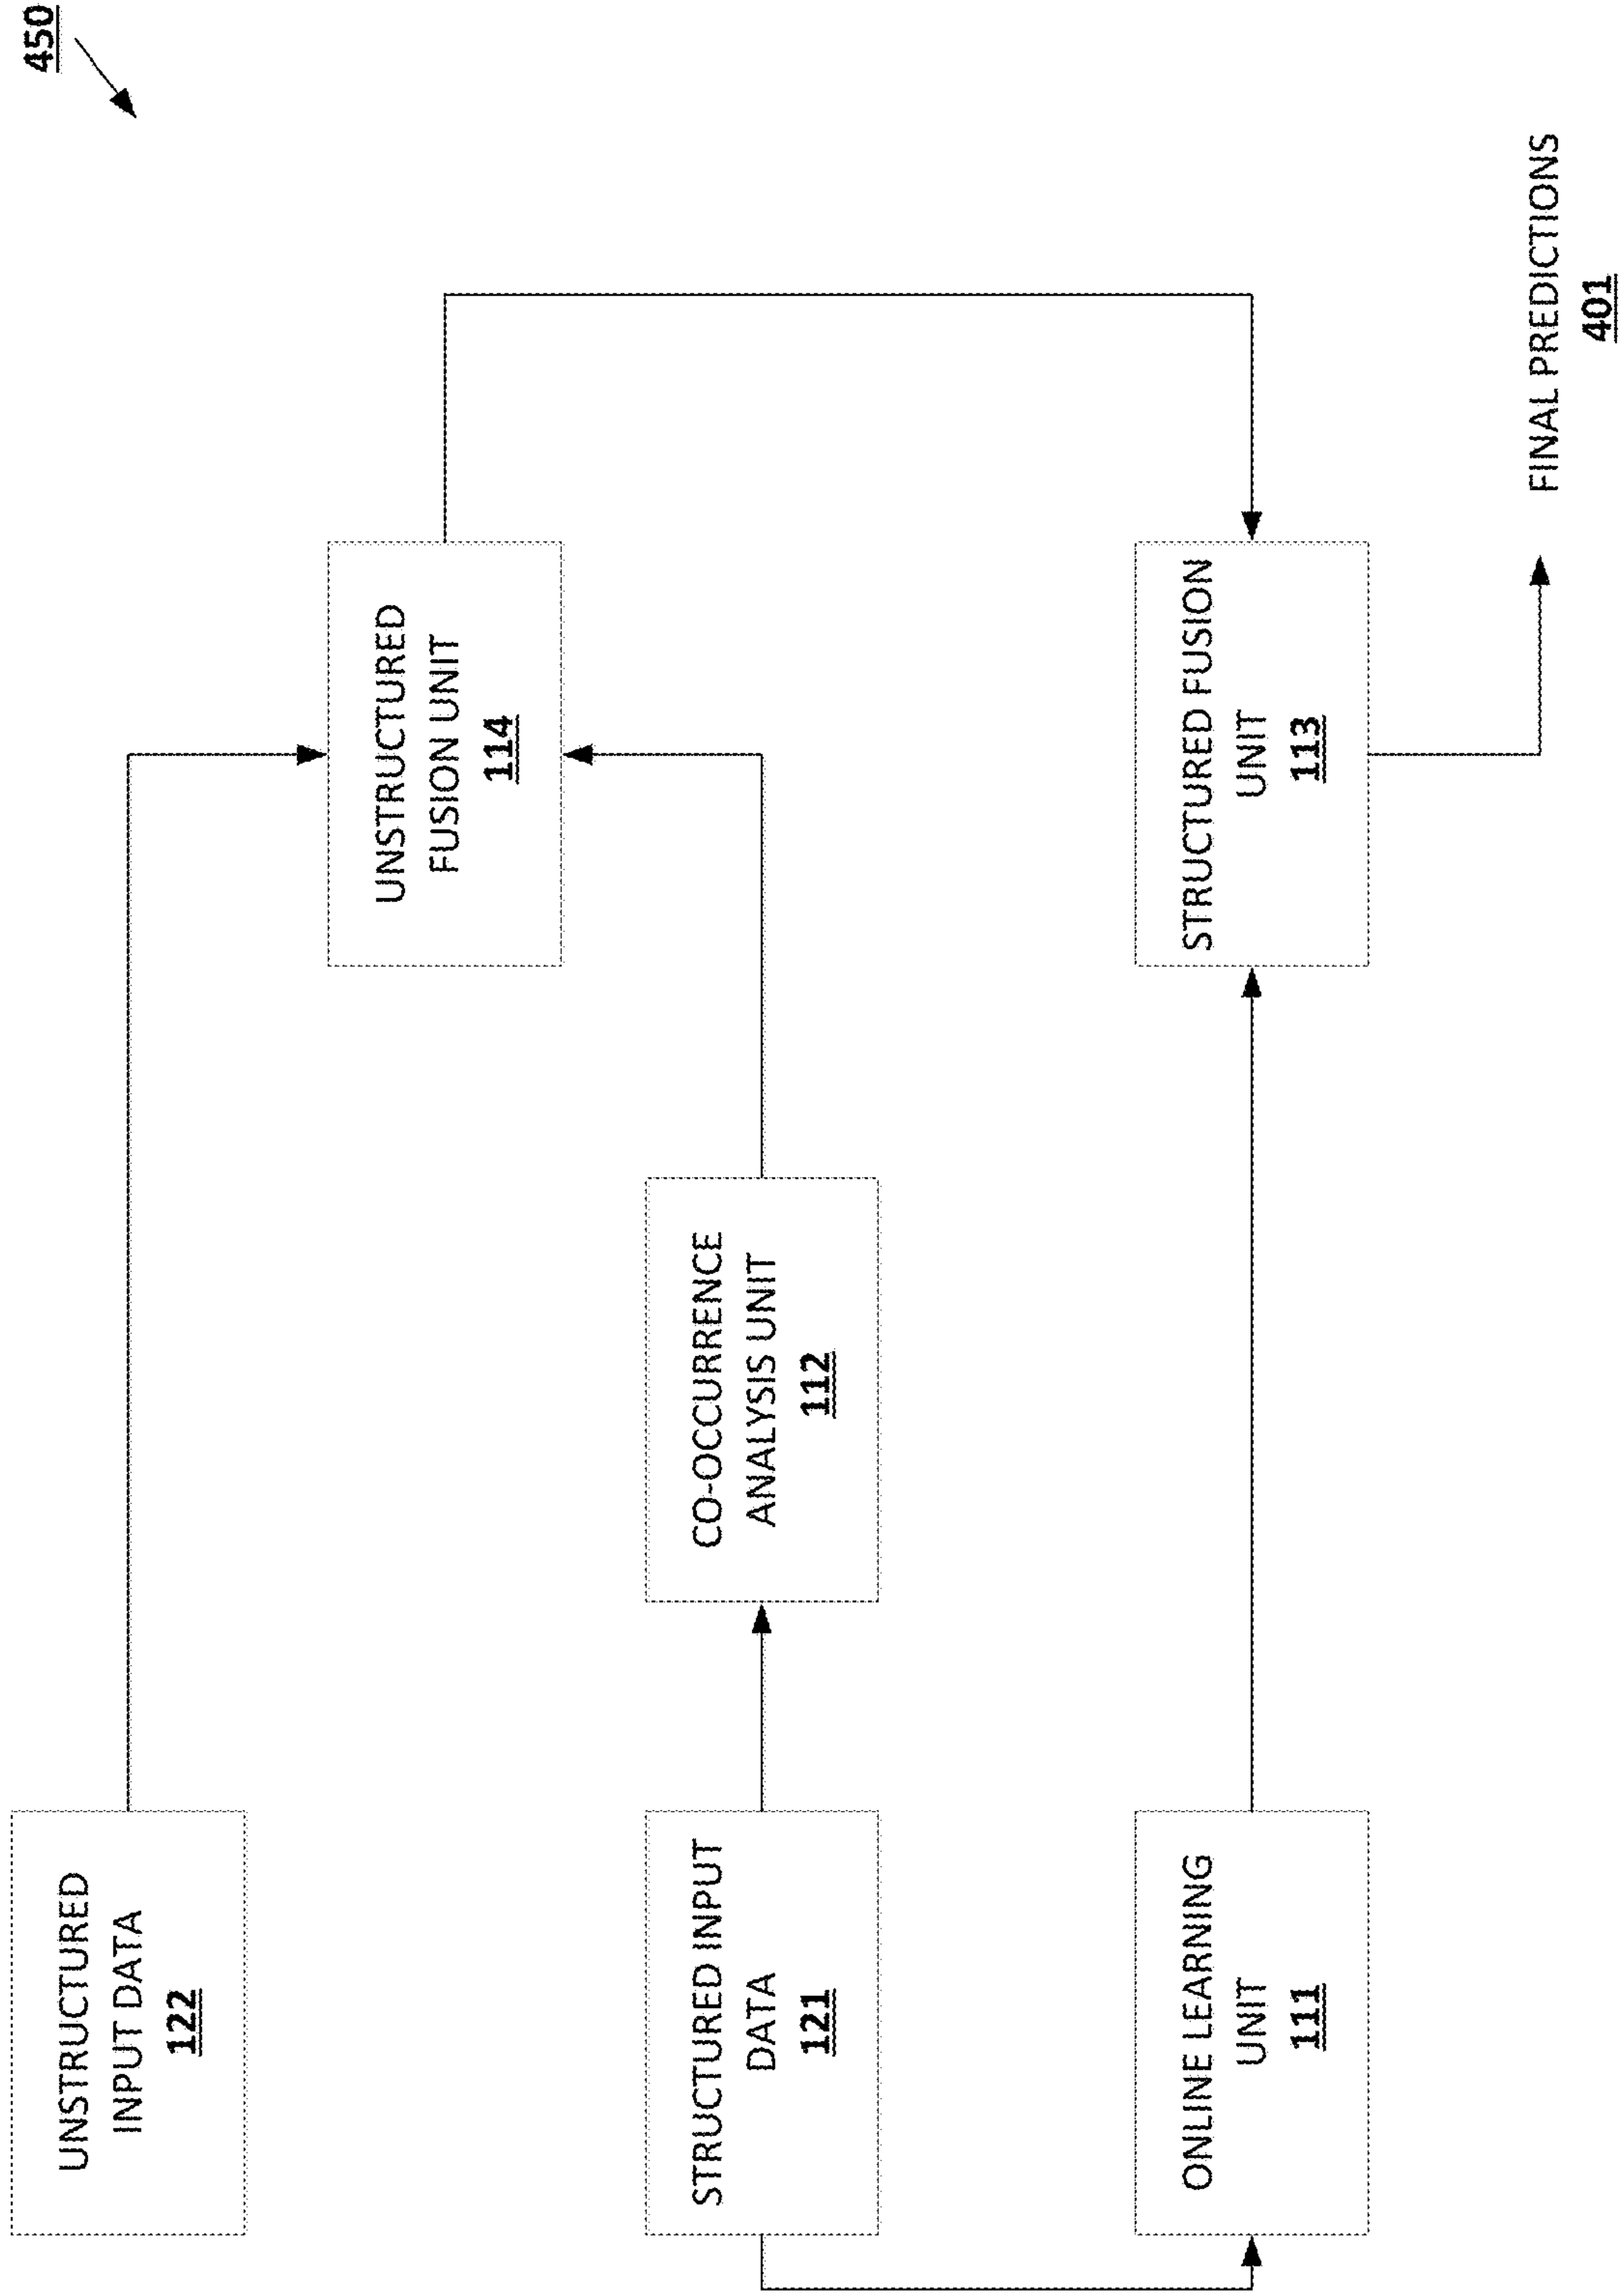 450
UNSTRUCTURED
INPUT DATA
122
UNSTRUCTURED
FUSION UNIT
114
STRUCTURED INPUT
DATA
121
CO-OCCURRENCE
ANALYSIS UNIT
112
ONLINE LEARNING
UNIT
111
STRUCTURED FUSION
UNIT
113
FINAL PREDICTIONS
401